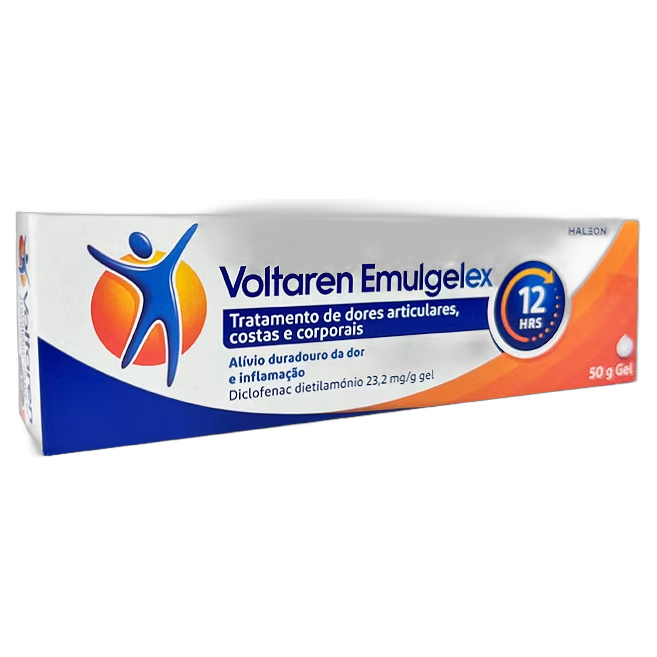 HALEON
Voltaren Emulgelex
Tratamento de dores articulares,
costas e corporais
Alívio duradouro da dor
e inflamação
Diclofenac dietilamónio 23,2 mg/g gel
12
HRS
50 g Gel
Voltaren